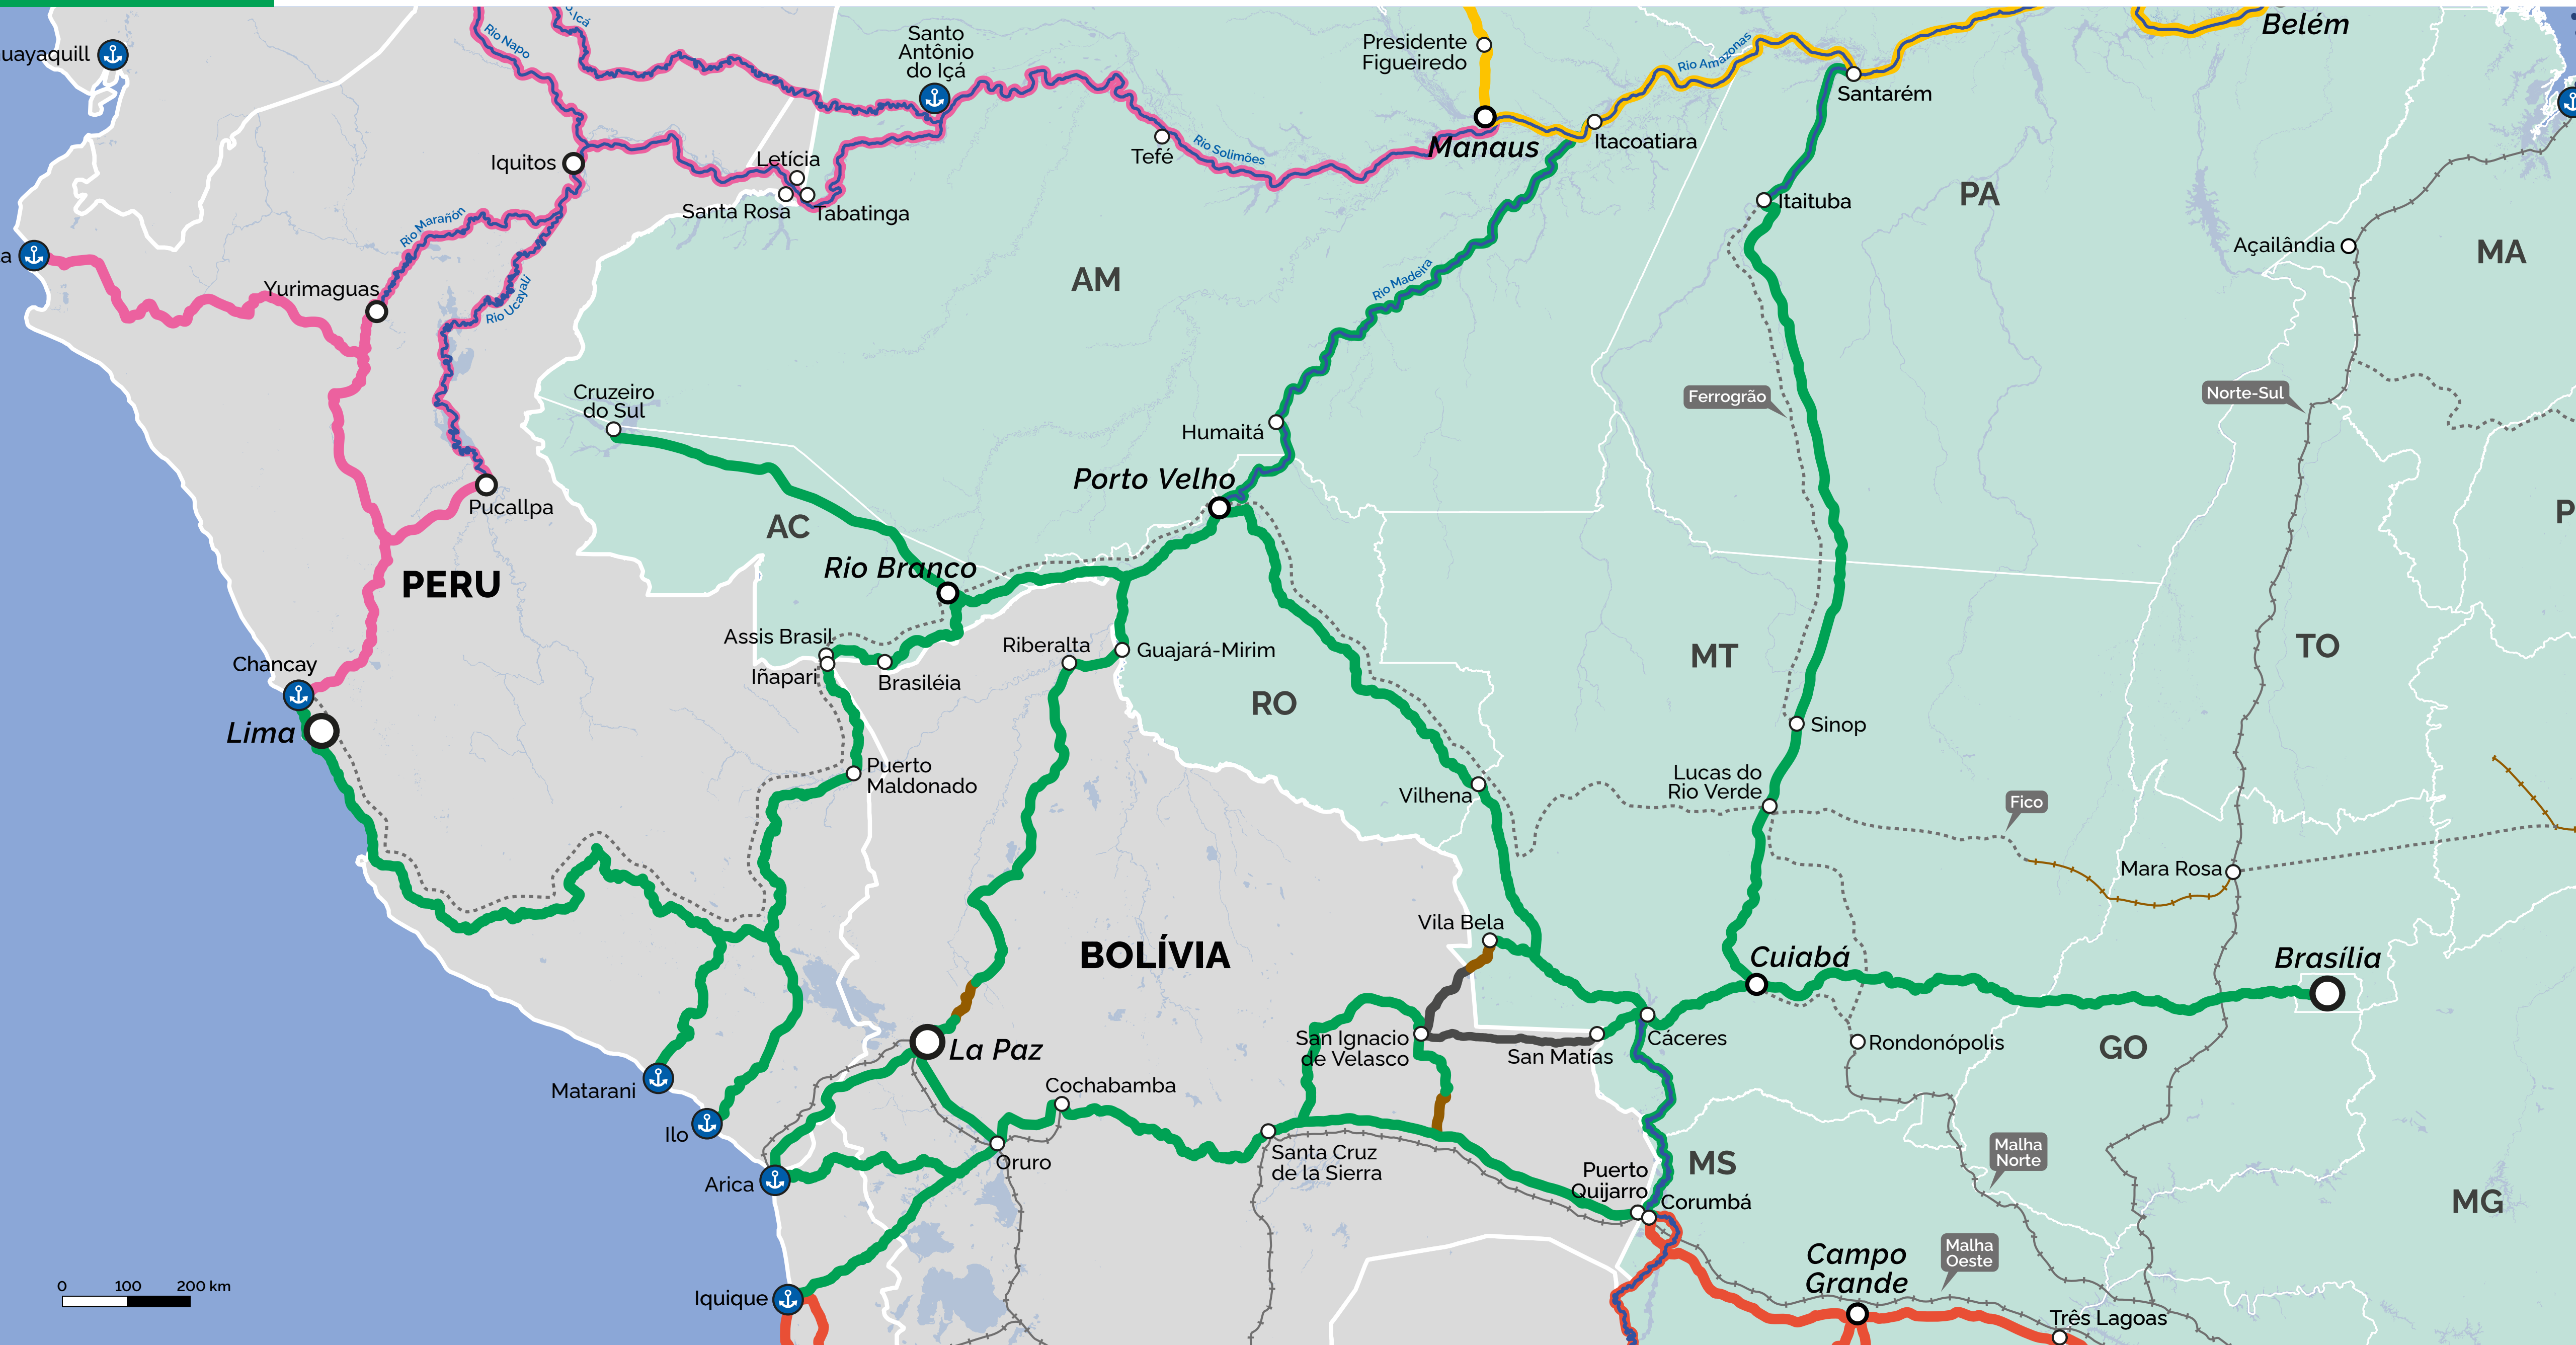 Belém
Rio Napo
Santo
Antônio
do Içá
Presidente
Figueiredo
Rio Amazonas
Santarém
Manaus
Itacoatiara
Iquitos
Letícia
Tefé
Rio Solimões
Santa Rosa
Tabatinga
Itaituba
PA
Rio Marañón
Açailândia
MA
AM
Yurimaguas
Rio Ucayali
Rio Madeira
Cruzeiro
do Sul
Ferrogrão
Norte-Sul
Humaitá
Porto Velho
Pucallpa
AC
Rio Branco
PERU
Assis Brasil
Iñapari
Brasiléia
Riberalta
Guajará-Mirim
MT
TO
Chancay
RO
Lima
Sinop
Puerto
Maldonado
Lucas do
Rio Verde
Vilhena
Fico
Mara Rosa
Vila Bela
BOLÍVIA
Cuiabá
Brasília
San Ignacio
de Velasco
San Matías
Cáceres
Rondonópolis
GO
La Paz
Matarani
Cochabamba
Ilo
Oruro
Santa Cruz
de la Sierra
Malha
Norte
MS
Arica
Puerto
Quijarro
Corumbá
MG
Campo
Grande
Malha
Oeste
0 100 200 km
Iquique
Três Lagoas